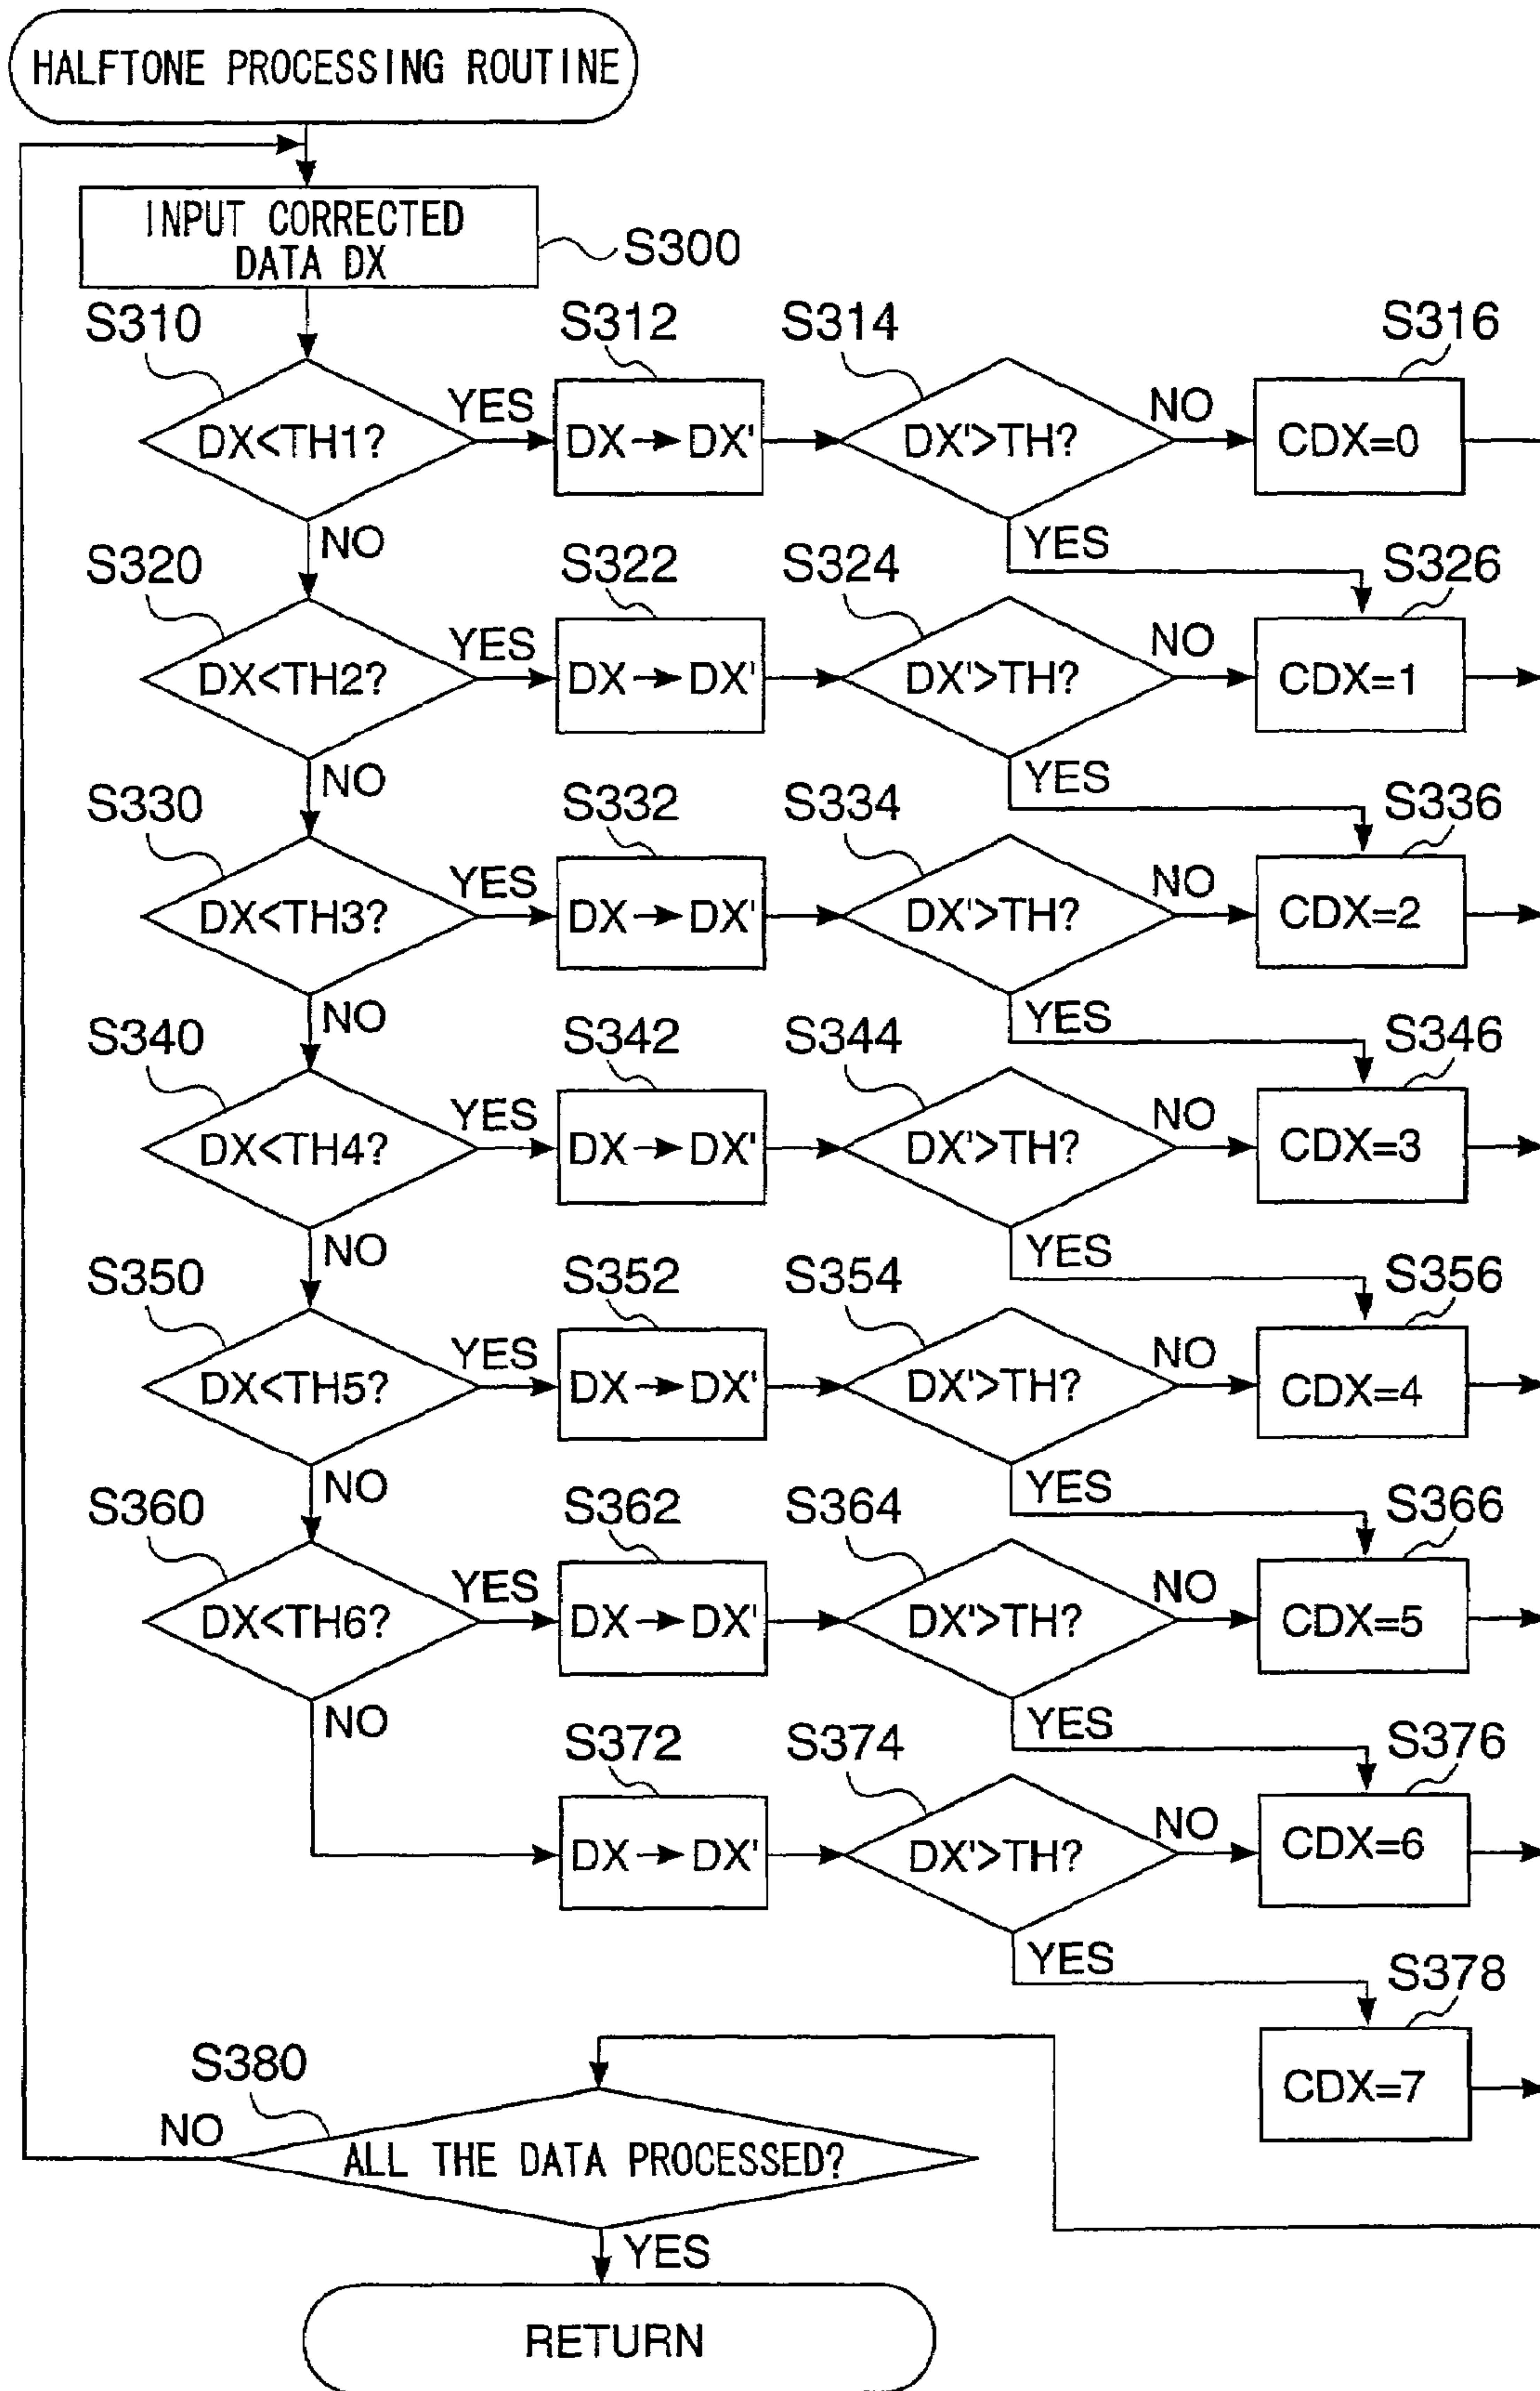 HALFTONE PROCESSING ROUTINE
INPUT CORRECTED
DATA DX
S300
S310
S312
S314
S316
DX<TH1?
YES
DX→DX'
DX'>TH?
NO
CDX=0
NO
YES
S320
S322
S324
S326
DX<TH2?
YES
DX→DX'
DX'>TH?
NO
CDX=1
NO
YES
S330
S332
S334
S336
DX<TH3?
YES
DX→DX'
DX'>TH?
NO
CDX=2
NO
YES
S340
S342
S344
S346
DX<TH4?
YES
DX→DX'
DX'>TH?
NO
CDX=3
NO
YES
S350
S352
S354
S356
DX<TH5?
YES
DX→DX'
DX'>TH?
NO
CDX=4
NO
YES
S360
S362
S364
S366
DX<TH6?
YES
DX→DX'
DX'>TH?
NO
CDX=5
NO
YES
S372
S374
S376
DX→DX'
DX'>TH?
NO
CDX=6
YES
S378
CDX=7
S380
NO
ALL THE DATA PROCESSED?
YES
RETURN